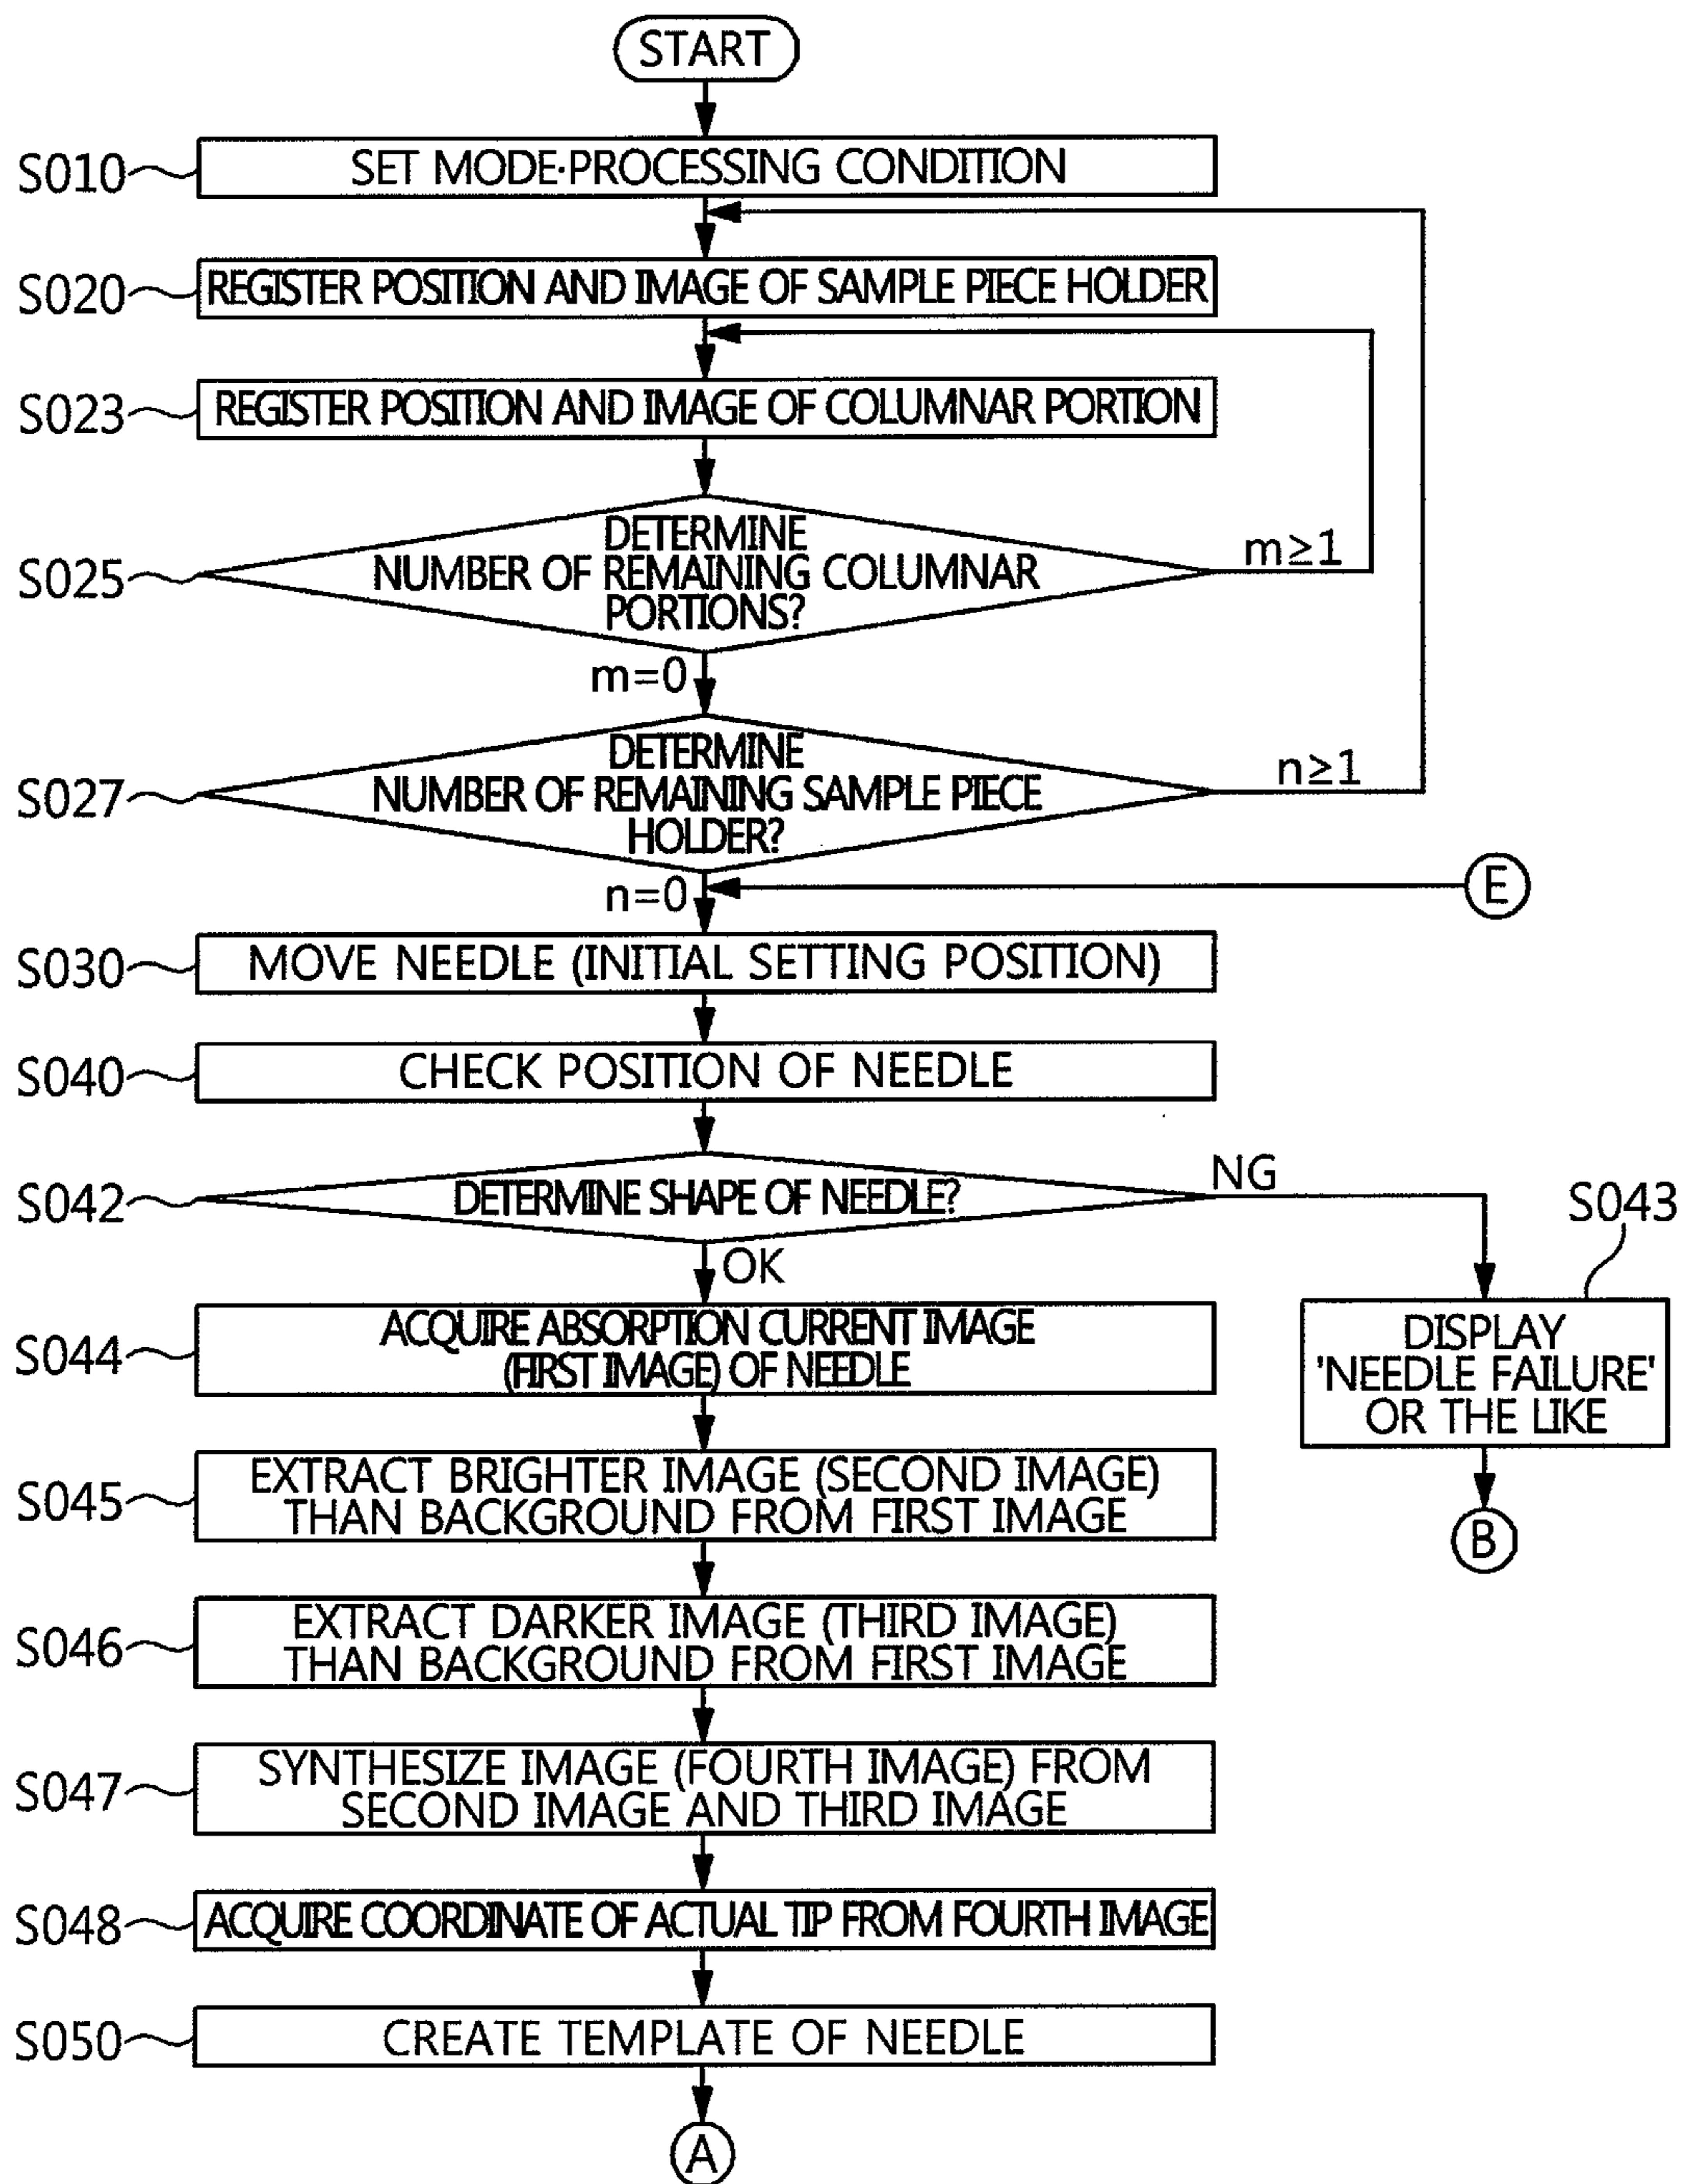 START
S010
SET MODE·PROCESSING CONDITION
S020
REGISTER POSITION AND IMAGE OF SAMPLE PIECE HOLDER
S023
REGISTER POSITION AND IMAGE OF COLUMNAR PORTION
S025
DETERMINE
NUMBER OF REMAINING COLUMNAR
PORTIONS?
m≥1
m=0
S027
DETERMINE
NUMBER OF REMAINING SAMPLE PIECE
HOLDER?
n≥1
n=0
E
S030
MOVE NEEDLE (INITIAL SETTING POSITION)
S040
CHECK POSITION OF NEEDLE
S042
DETERMINE SHAPE OF NEEDLE?
NG
OK
S043
DISPLAY
'NEEDLE FAILURE'
OR THE LIKE
B
S044
ACQUIRE ABSORPTION CURRENT IMAGE
(FIRST IMAGE) OF NEEDLE
S045
EXTRACT BRIGHTER IMAGE (SECOND IMAGE)
THAN BACKGROUND FROM FIRST IMAGE
S046
EXTRACT DARKER IMAGE (THIRD IMAGE)
THAN BACKGROUND FROM FIRST IMAGE
S047
SYNTHESIZE IMAGE (FOURTH IMAGE) FROM
SECOND IMAGE AND THIRD IMAGE
S048
ACQUIRE COORDINATE OF ACTUAL TIP FROM FOURTH IMAGE
S050
CREATE TEMPLATE OF NEEDLE
A